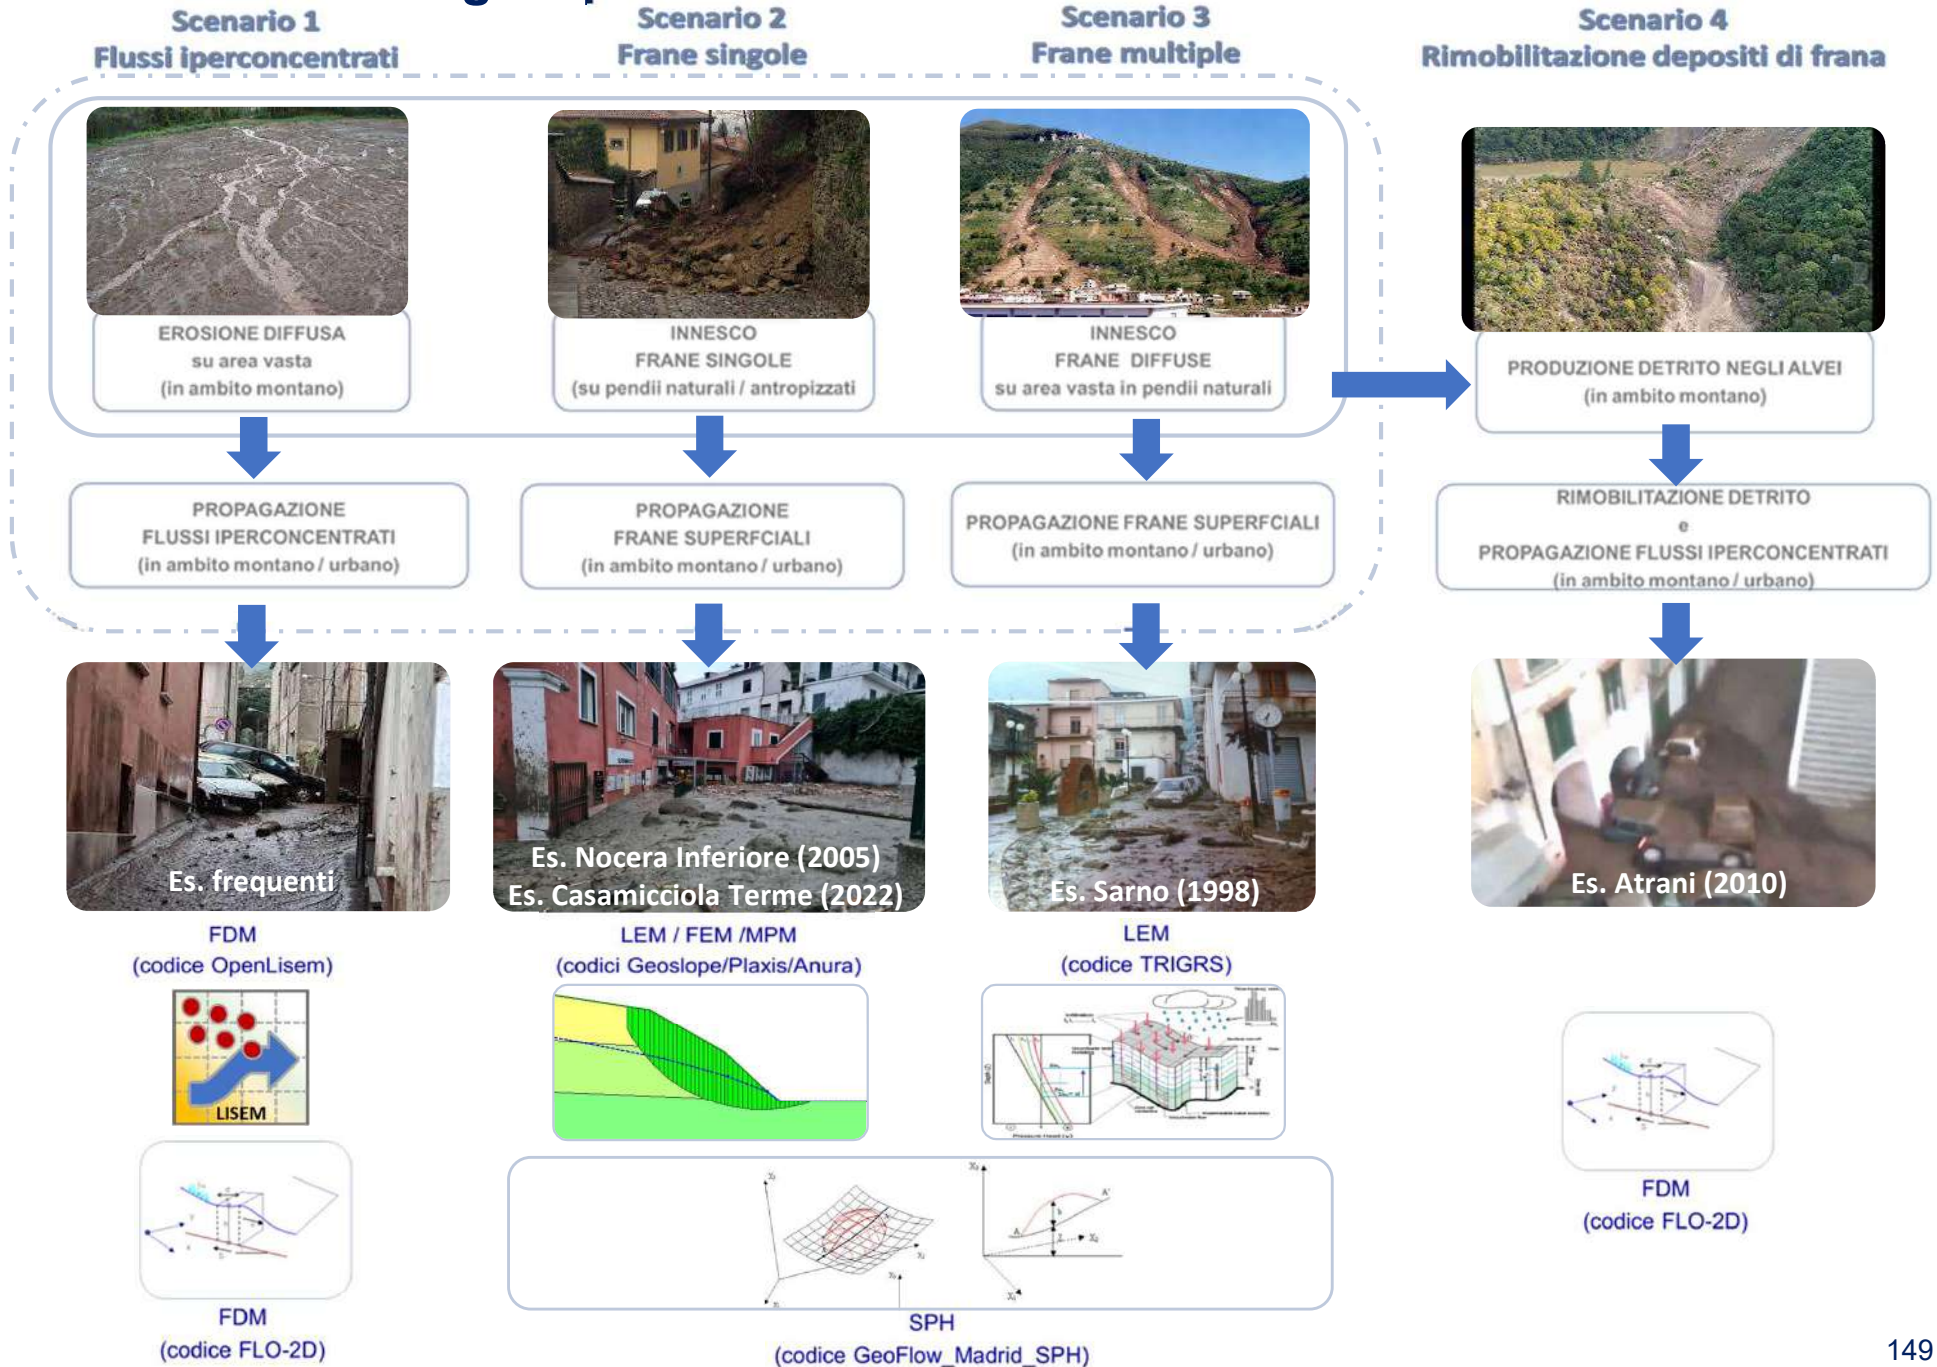 Scenario 1
Flussi iperconcentrati
Scenario 2
Frane singole
Scenario 3
Frane multiple
Scenario 4
Rimobilitazione depositi di frana
EROSIONE DIFFUSA
su area vasta
(in ambito montano)
INNESCO
FRANE SINGOLE
(su pendii naturali / antropizzati
INNESCO
FRANE DIFFUSE
su area vasta in pendii naturali
PRODUZIONE DETRITO NEGLI ALVEI
(in ambito montano)
PROPAGAZIONE
FLUSSI IPERCONCENTRATI
(in ambito montano / urbano)
PROPAGAZIONE
FRANE SUPERFCIALI
(in ambito montano / urbano)
PROPAGAZIONE FRANE SUPERFCIALI
(in ambito montano / urbano)
RIMOBILITAZIONE DETRITO
e
PROPAGAZIONE FLUSSI IPERCONCENTRATI
(in ambito montano / urbano)
Es. frequenti
Es. Nocera Inferiore (2005)
Es. Casamicciola Terme (2022)
Es. Sarno (1998)
Es. Atrani (2010)
FDM
(codice OpenLisem)
LISEM
FDM
(codice FLO-2D)
LEM / FEM /MPM
(codici Geoslope/Plaxis/Anura)
LEM
(codice TRIGRS)
SPH
(codice GeoFlow_Madrid_SPH)
FDM
(codice FLO-2D)
149